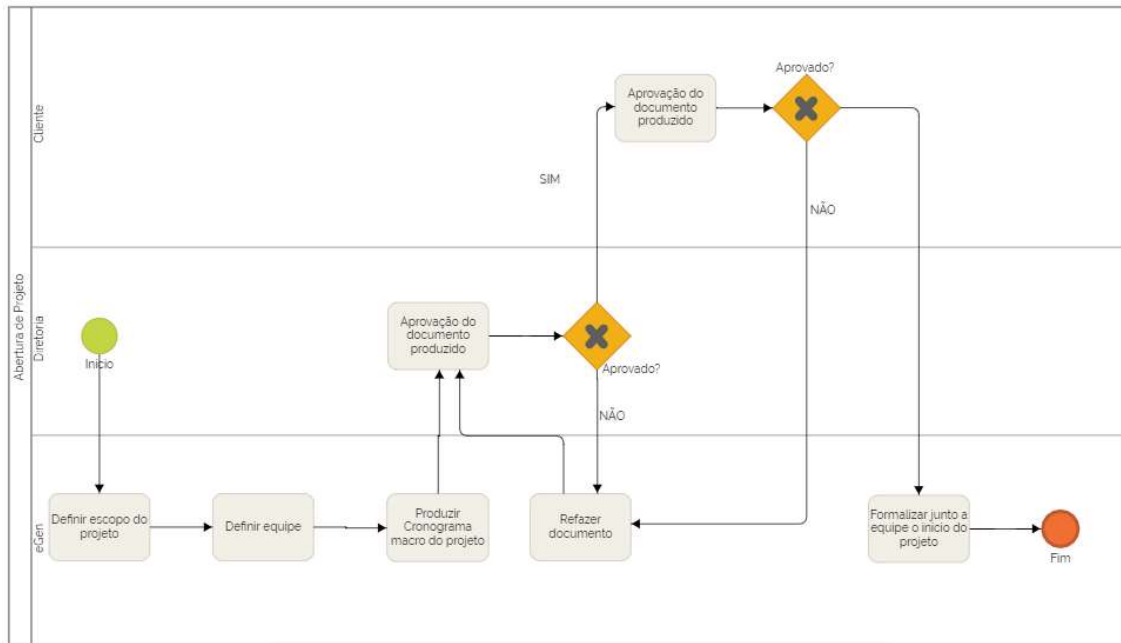 Abertura de Projeto
Cliente
Aprovação do
documento
produzido
Aprovado?
SIM
NÃO
Diretoria
Início
Aprovação do
documento
produzido
Aprovado?
NÃO
eGen
Definir escopo do
projeto
Definir equipe
Produzir
Cronograma
macro do projeto
Refazer
documento
Formalizar junto a
equipe o inicio do
projeto
Fim